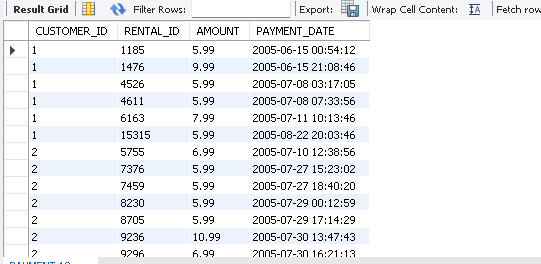 Result Grid Filter Rows: Export: Wrap Cell Content: Fetch row
CUSTOMER_ID RENTAL_ID AMOUNT PAYMENT_DATE
1 1185 5.99 2005-06-15 00:54:12
1 1476 9.99 2005-06-15 21:08:46
1 4526 5.99 2005-07-08 03:17:05
1 4611 5.99 2005-07-08 07:33:56
1 6163 7.99 2005-07-11 10:13:46
1 15315 5.99 2005-08-22 20:03:46
2 5755 6.99 2005-07-10 12:38:56
2 7376 5.99 2005-07-27 15:23:02
2 7459 5.99 2005-07-27 18:40:20
2 8230 5.99 2005-07-29 00:12:59
2 8705 5.99 2005-07-29 17:14:29
2 9236 10.99 2005-07-30 13:47:43
2 9296 6.99 2005-07-30 16:21:13